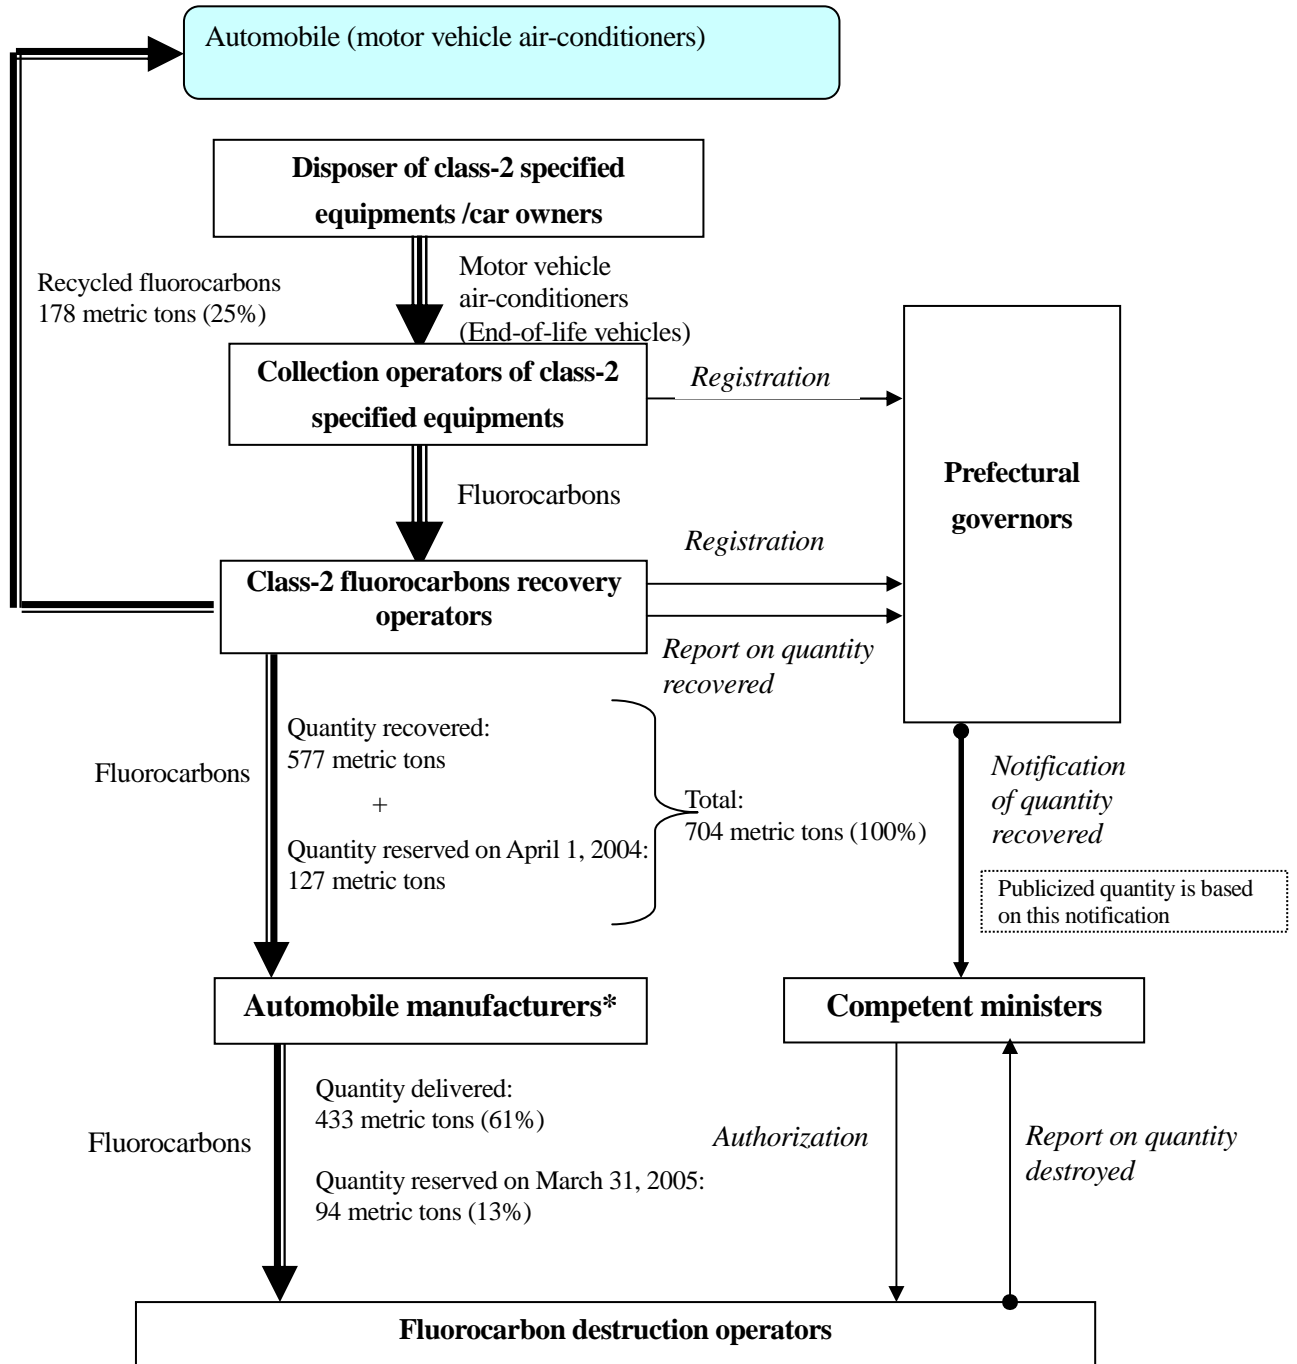 Automobile (motor vehicle air-conditioners)
Disposer of class-2 specified
equipments /car owners
Recycled fluorocarbons
178 metric tons (25%)
Motor vehicle
air-conditioners
(End-of-life vehicles)
Collection operators of class-2
specified equipments
Registration
Prefectural
governors
Fluorocarbons
Registration
Class-2 fluorocarbons recovery
operators
Report on quantity
recovered
Quantity recovered:
577 metric tons
+
Quantity reserved on April 1, 2004:
127 metric tons
Fluorocarbons
Total:
704 metric tons (100%)
Notification
of quantity
recovered
Publicized quantity is based
on this notification
Automobile manufacturers*
Competent ministers
Quantity delivered:
433 metric tons (61%)
Fluorocarbons
Quantity reserved on March 31, 2005:
94 metric tons (13%)
Authorization
Report on quantity
destroyed
Fluorocarbon destruction operators